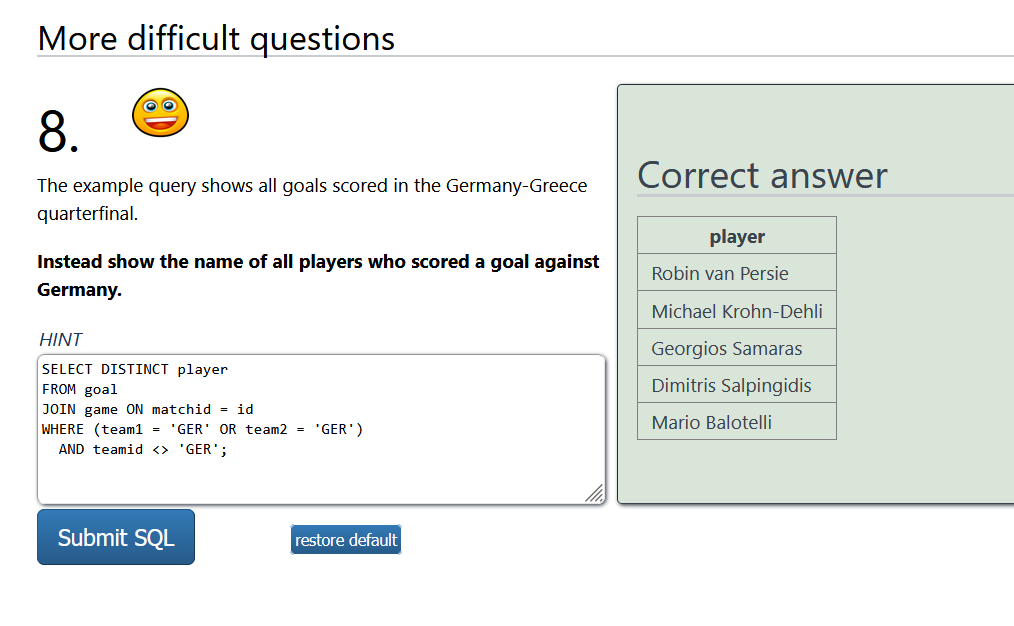 More difficult questions
8.
The example query shows all goals scored in the Germany-Greece
quarterfinal.
Instead show the name of all players who scored a goal against
Germany.
HINT
SELECT DISTINCT player
FROM goal
JOIN game ON matchid = id
WHERE (team1 = 'GER' OR team2 = 'GER')
  AND teamid <> 'GER';
Submit SQL
restore default
Correct answer
player
Robin van Persie
Michael Krohn-Dehli
Georgios Samaras
Dimitris Salpingidis
Mario Balotelli